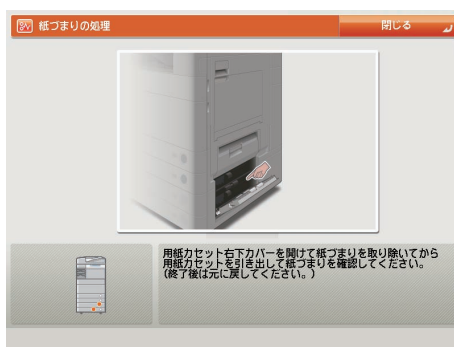 紙づまりの処理
閉じる
用紙カセット右下カバーを開けて紙づまりを取り除いてから
用紙カセットを引き出して紙づまりを確認してください。
(終了後は元に戻してください。)